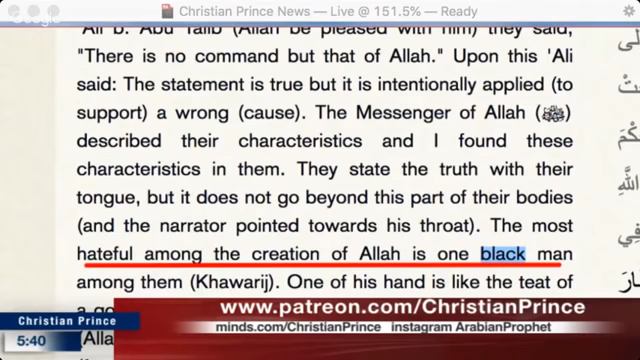 Christian Prince News — Live @ 151.5% — Ready
'Ali b. 'Abu Talib (Allah be pleased with him) they said,
"There is no command but that of Allah." Upon this 'Ali
said: The statement is true but it is intentionally applied (to
support) a wrong (cause). The Messenger of Allah (ﷺ)
described their characteristics and I found these
characteristics in them. They state the truth with their
tongue, but it does not go beyond this part of their bodies
(and the narrator pointed towards his throat). The most
hateful among the creation of Allah is one black man
among them (Khawarij). One of his hand is like the teat of
a go
(Alla
www.patreon.com/ChristianPrince
minds.com/ChristianPrince instagram ArabianProphet
Christian Prince
5:40